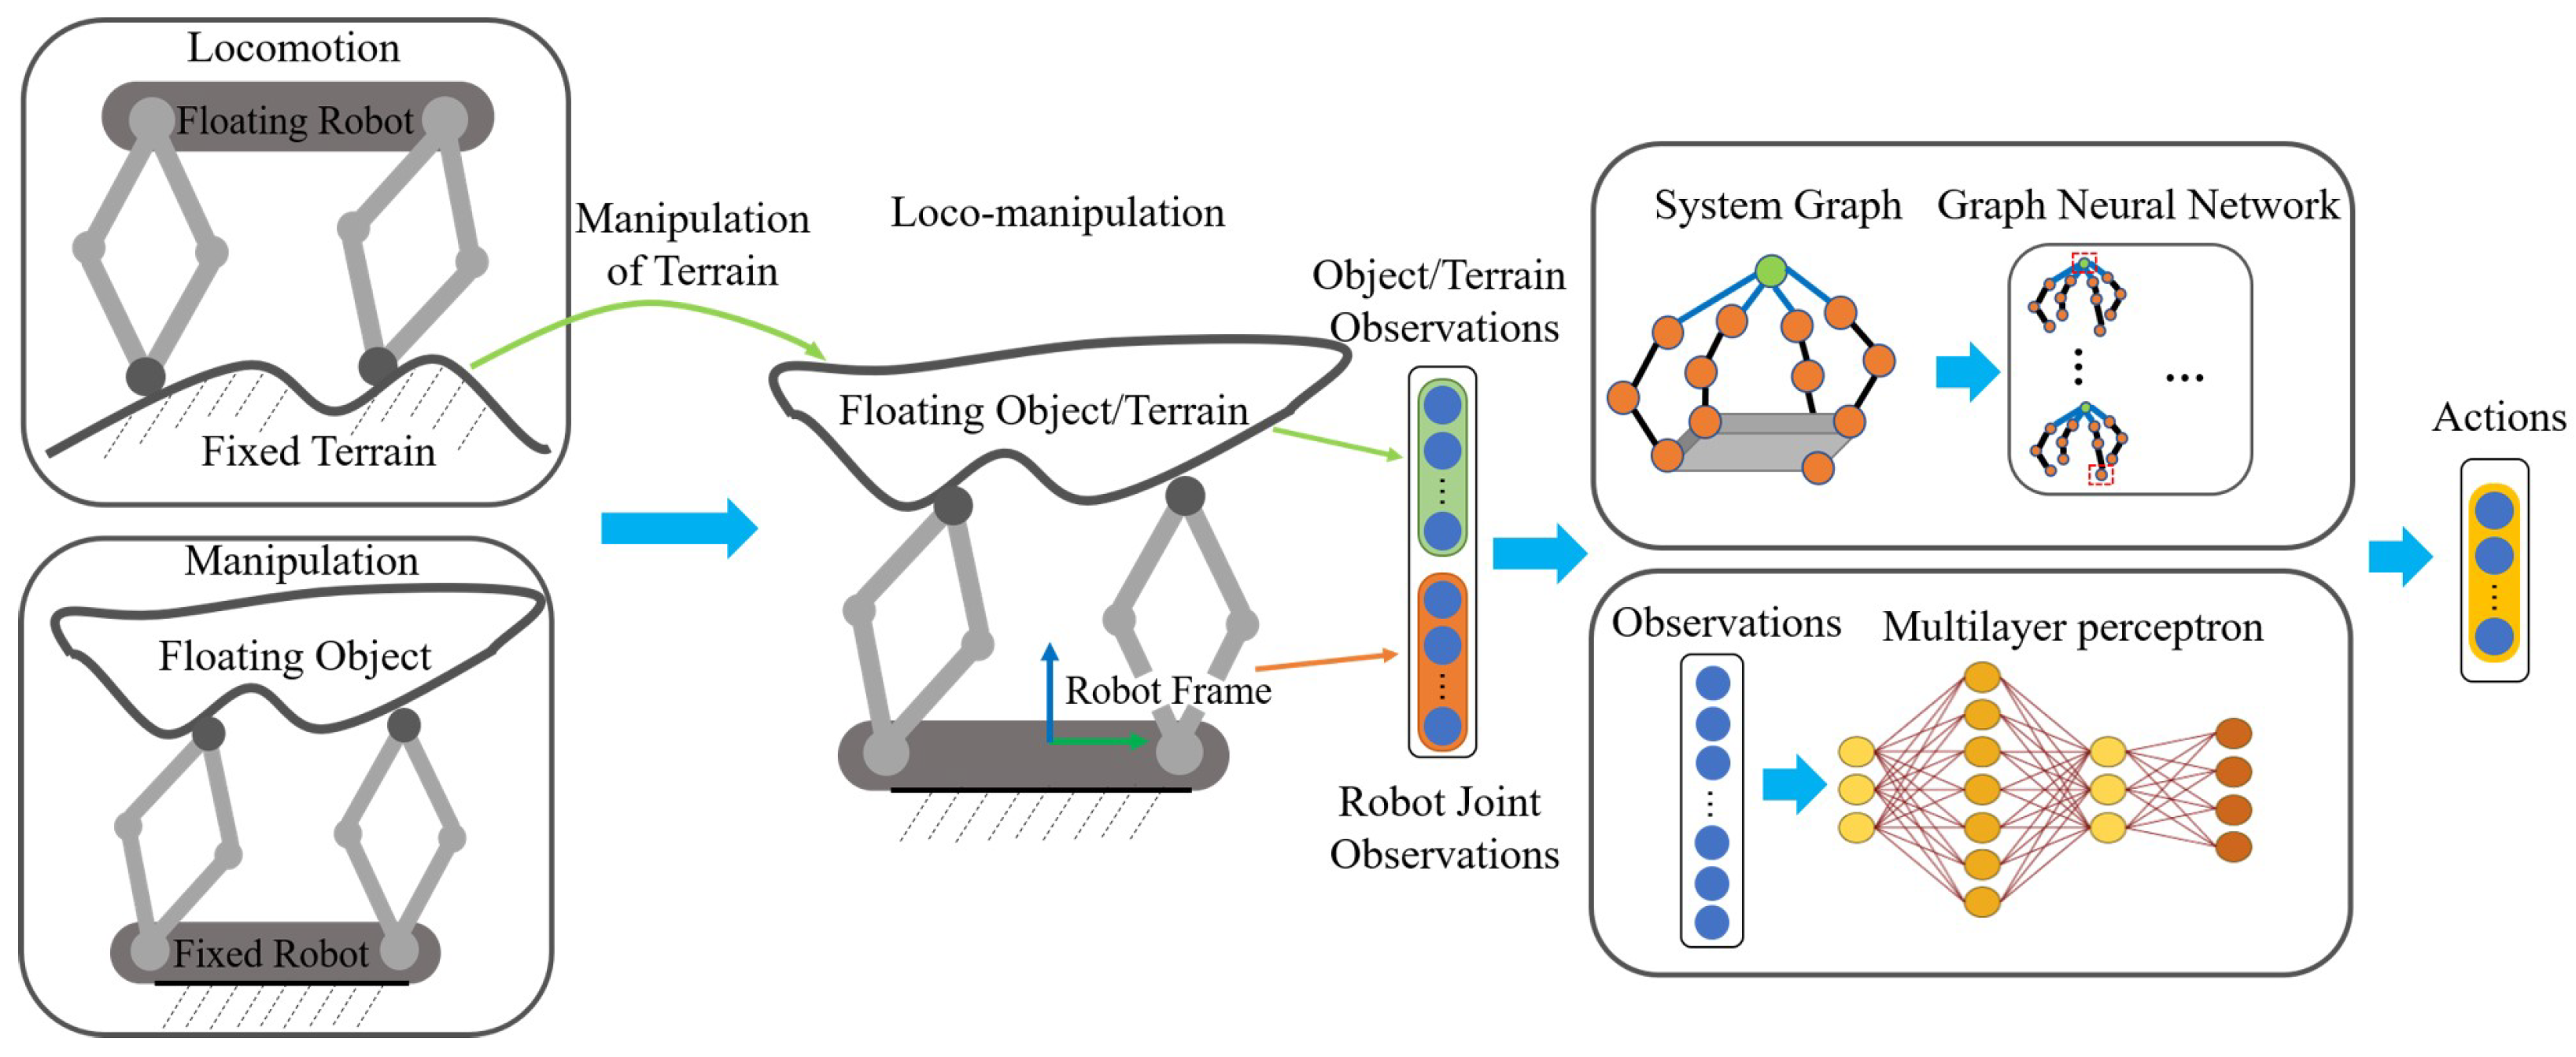 Locomotion
Floating Robot
Fixed Terrain
Manipulation
Floating Object
Fixed Robot
Manipulation
of Terrain
Loco-manipulation
Floating Object/Terrain
Robot Frame
Object/Terrain
Observations
Robot Joint
Observations
System Graph
Graph Neural Network
Observations
Multilayer perceptron
Actions